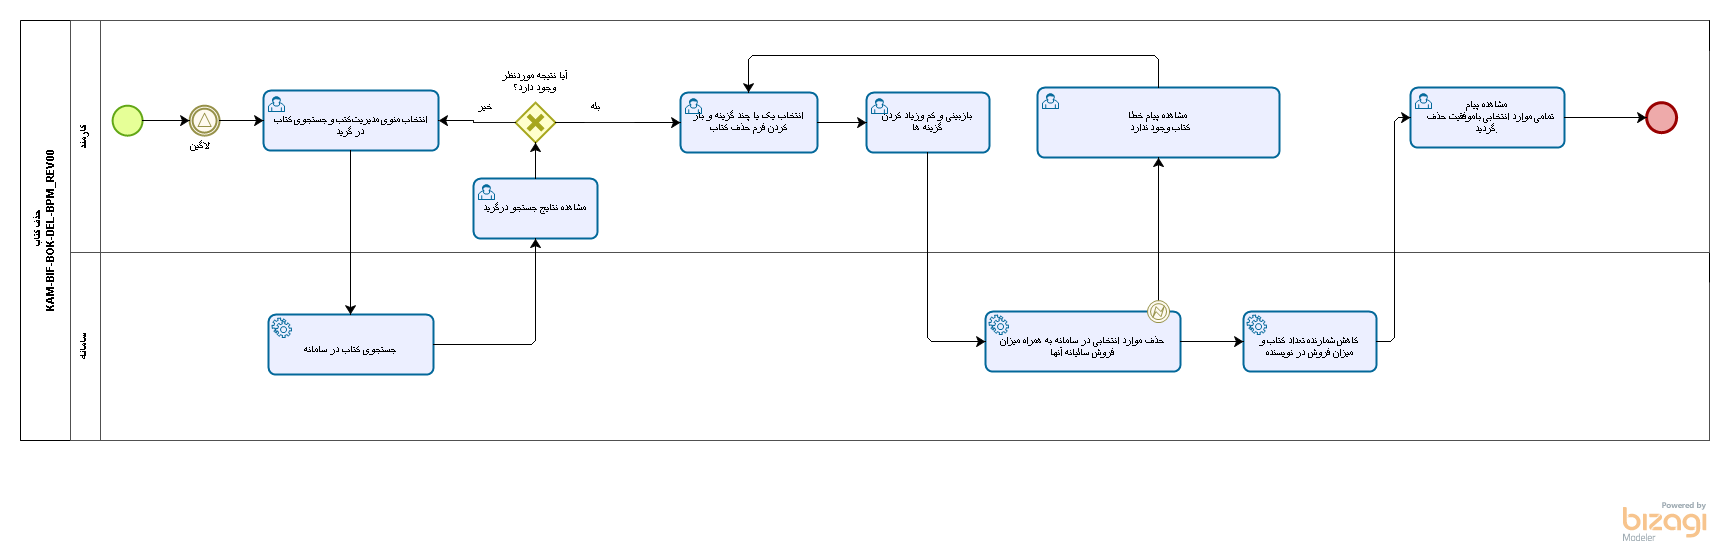 حذف کتاب
KAM-BIF-BOK-DEL-BPM_REV00
کارمند
لاگین
انتخاب منوی مدیریت کتب و جستجوی کتاب
در گرید
خیر
آیا نتیجه موردنظر
وجود دارد؟
بله
مشاهده نتایج جستجو درگرید
انتخاب یک یا چند گزینه و باز
کردن فرم حذف کتاب
بازبینی و کم وزیاد کردن
گزینه ها
مشاهده پیام خطا
کتاب وجود ندارد
مشاهده پیام
تمامی موارد انتخابی باموفقیت حذف
گردید.
سامانه
جستجوی کتاب در سامانه
حذف موارد انتخابی در سامانه به همراه میزان
فروش سالیانه آنها
کاهش شمارنده تعداد کتاب و
میزان فروش در نویسنده
Powered by
bizagi
Modeler